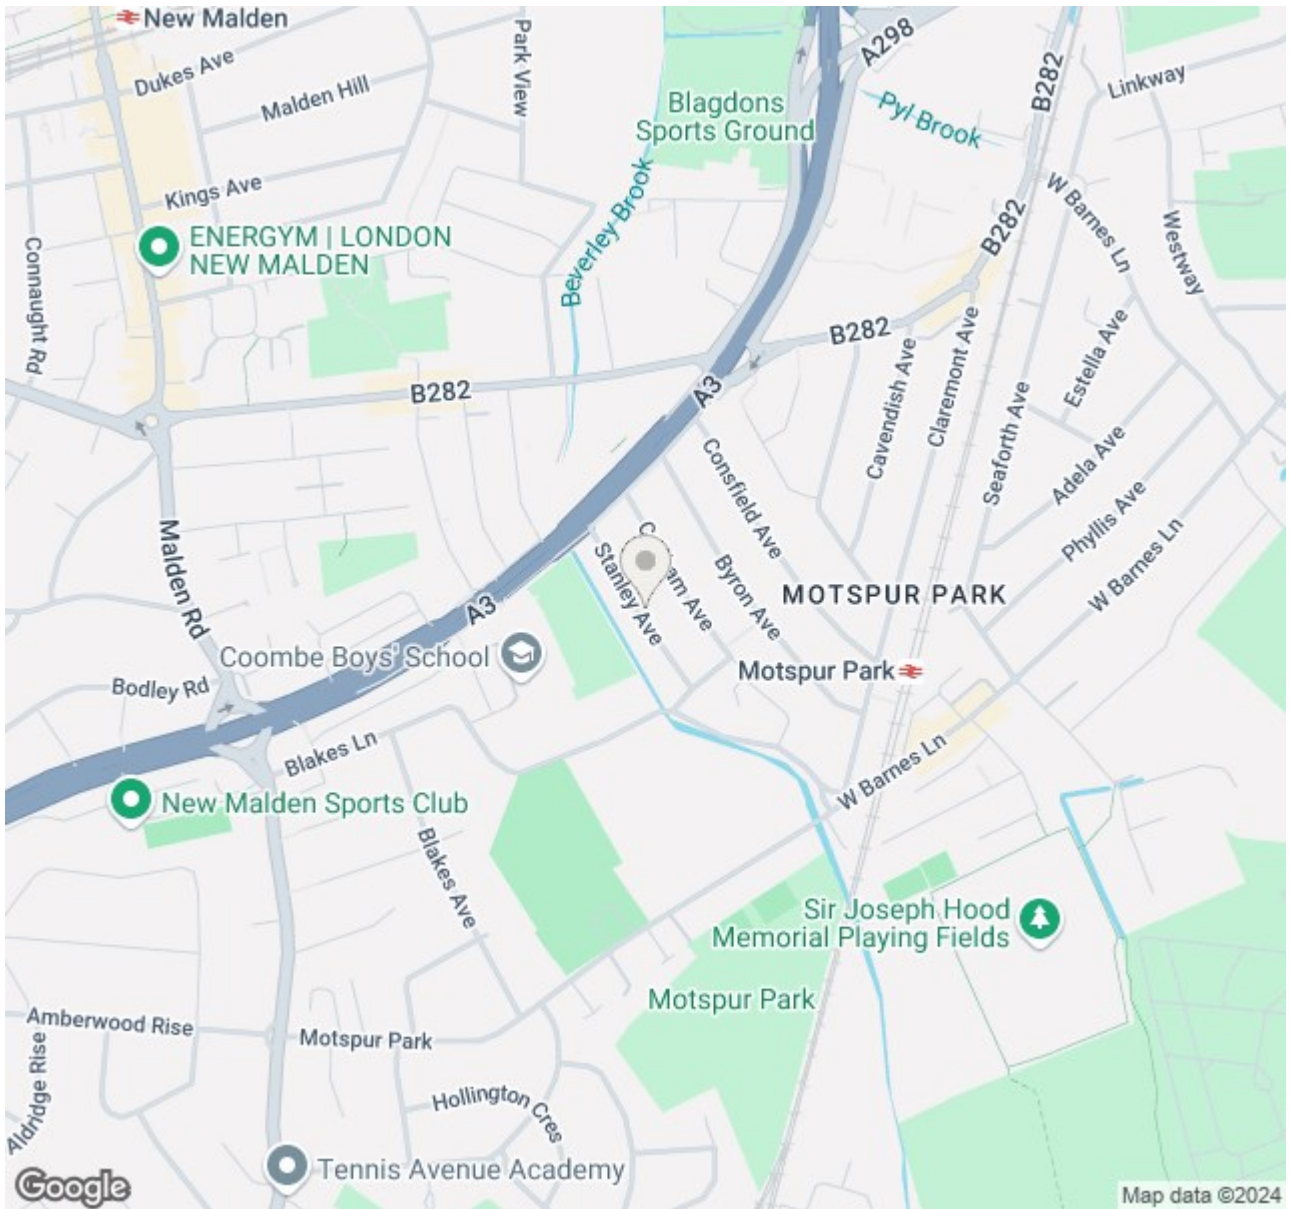 New Malden
A298
Dukes Ave
Malden Hill
Park View
B282
Linkway
Blagdons
Sports Ground
Pyl Brook
Kings Ave
W Barnes Ln
Beverley Brook
B282
Westway
ENERGYM | LONDON
NEW MALDEN
Connaught Rd
B282
Estella Ave
Claremont Ave
B282
A3
Cavendish Ave
Seaforth Ave
Adela Ave
Consfield Ave
Phyllis Ave
Malden Rd
W Barnes Ln
Stanley Ave
Byron Ave
MOTSPUR PARK
A3
Coombe Boys' School
Motspur Park
Bodley Rd
Blakes Ln
W Barnes Ln
New Malden Sports Club
Blakes Ave
Sir Joseph Hood
Memorial Playing Fields
Motspur Park
Amberwood Rise
Motspur Park
Aldridge Rise
Hollington Cres
Tennis Avenue Academy
Google
Map data ©2024